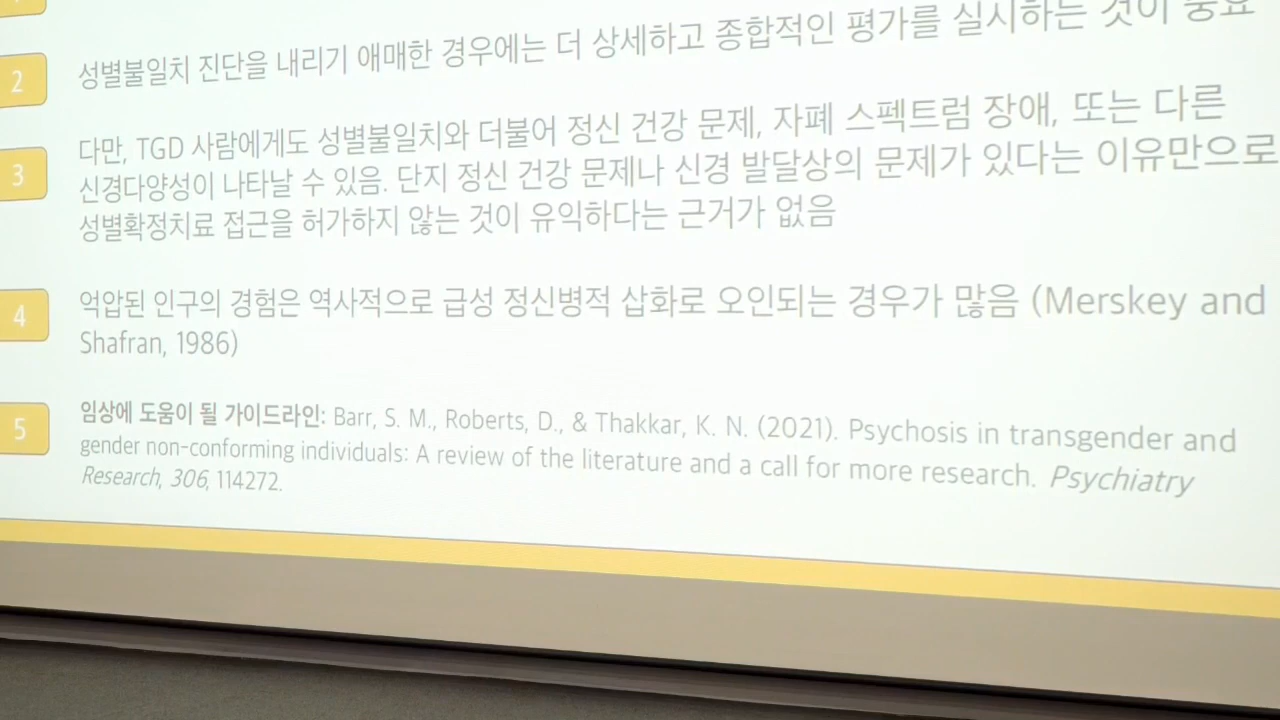 2
성별불일치 진단을 내리기 애매한 경우에는 더 상세하고 종합적인 평가를 실시하는 것이 중요
3
다만, TGD 사람에게도 성별불일치와 더불어 정신 건강 문제, 자폐 스펙트럼 장애, 또는 다른
신경다양성이 나타날 수 있음. 단지 정신 건강 문제나 신경 발달상의 문제가 있다는 이유만으로
성별확정치료 접근을 허가하지 않는 것이 유익하다는 근거가 없음
4
억압된 인구의 경험은 역사적으로 급성 정신병적 삽화로 오인되는 경우가 많음 (Merskey and
Shafran, 1986)
5
임상에 도움이 될 가이드라인: Barr, S. M., Roberts, D., & Thakkar, K. N. (2021). Psychosis in transgender and
gender non-conforming individuals: A review of the literature and a call for more research. Psychiatry
Research, 306, 114272.